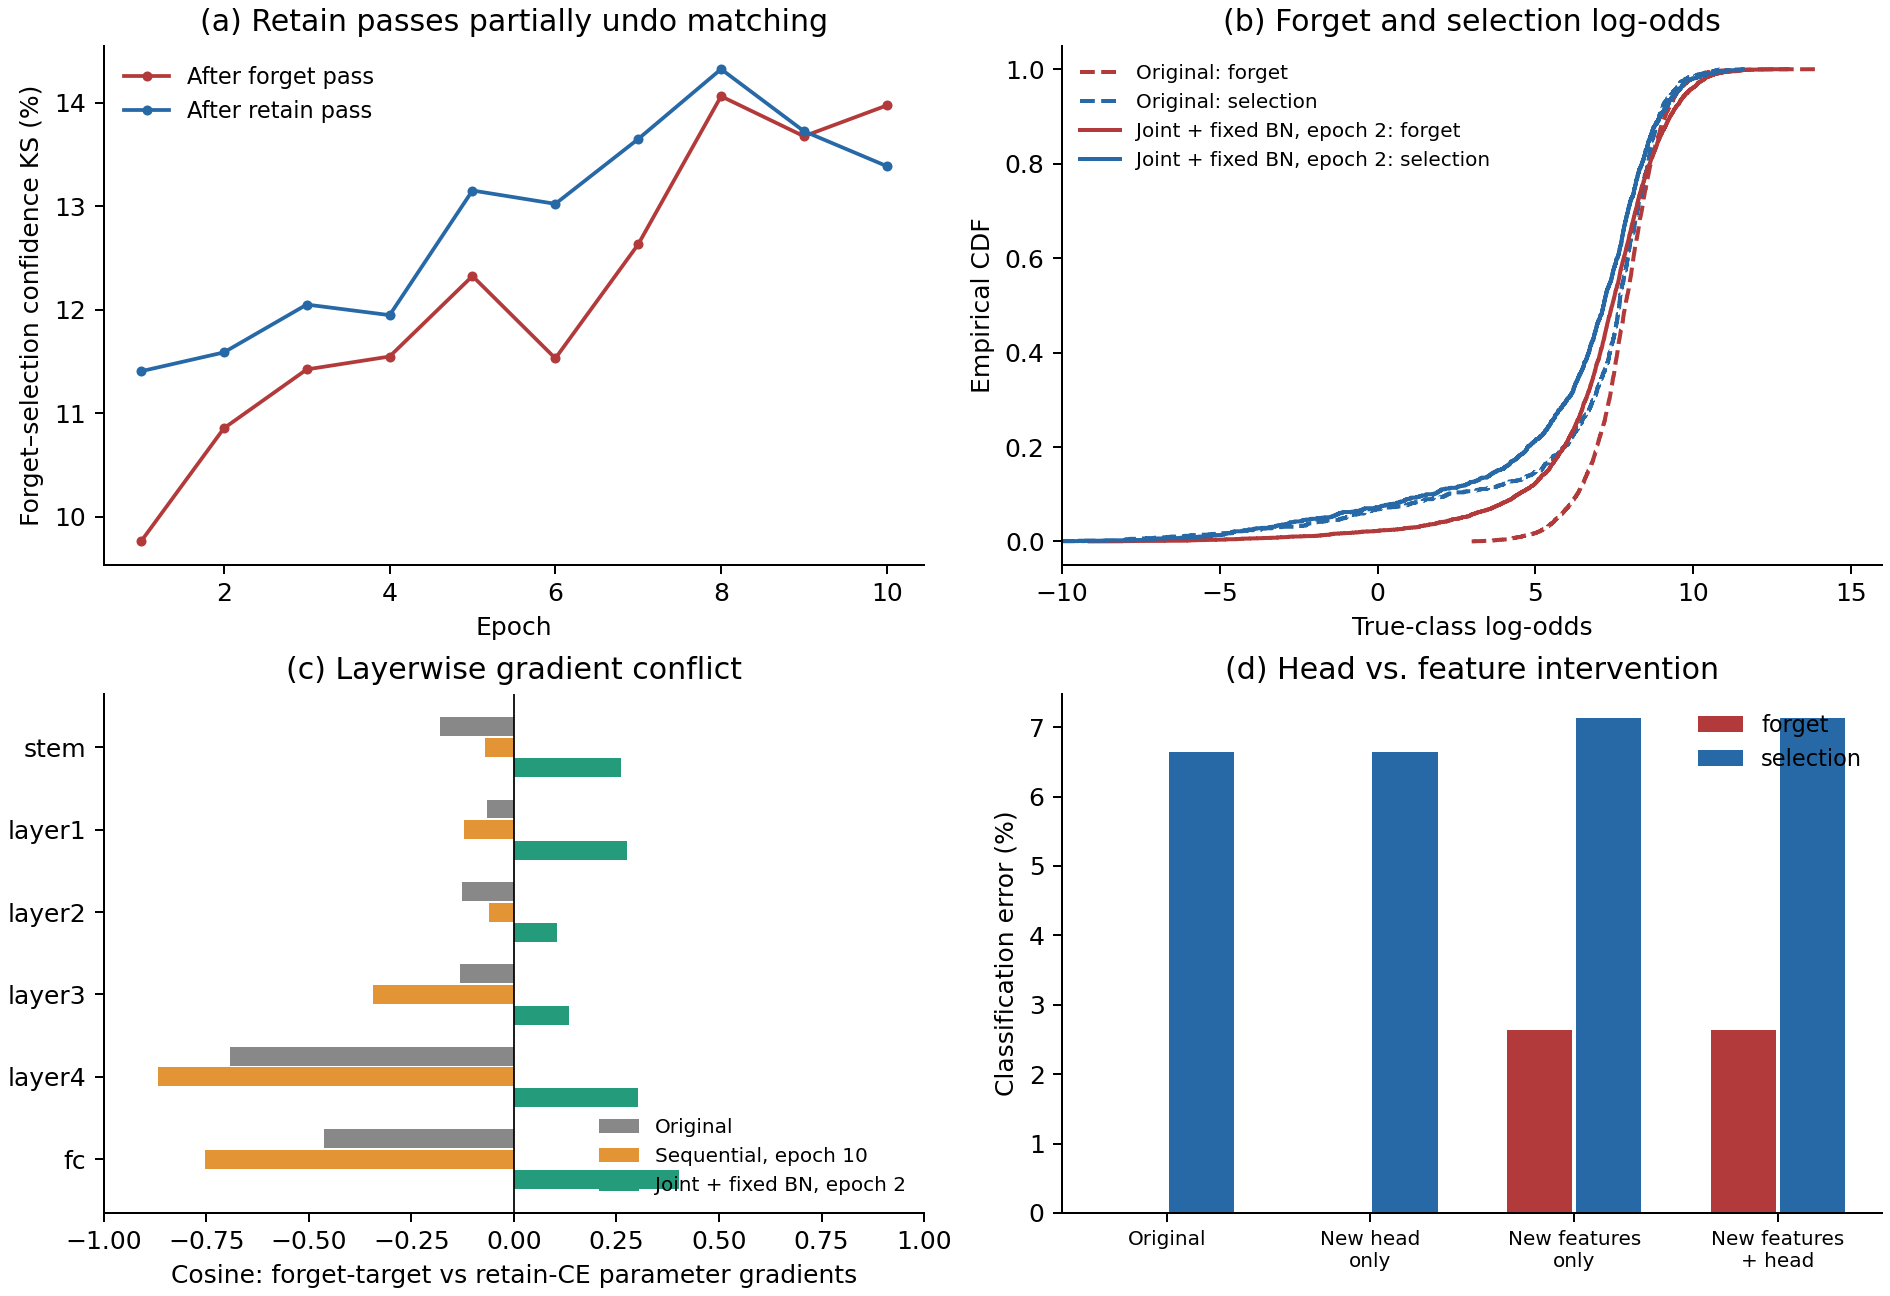 (a) Retain passes partially undo matching
Forget–selection confidence KS (%)
After forget pass
After retain pass
14
13
12
11
10
2 4 6 8 10
Epoch
(b) Forget and selection log-odds
Empirical CDF
Original: forget
Original: selection
Joint + fixed BN, epoch 2: forget
Joint + fixed BN, epoch 2: selection
1.0
0.8
0.6
0.4
0.2
0.0
−10 −5 0 5 10 15
True-class log-odds
(c) Layerwise gradient conflict
stem
layer1
layer2
layer3
layer4
fc
Original
Sequential, epoch 10
Joint + fixed BN, epoch 2
−1.00 −0.75 −0.50 −0.25 0.00 0.25 0.50 0.75 1.00
Cosine: forget-target vs retain-CE parameter gradients
(d) Head vs. feature intervention
Classification error (%)
forget
selection
7
6
5
4
3
2
1
0
Original
New head
only
New features
only
New features
+ head